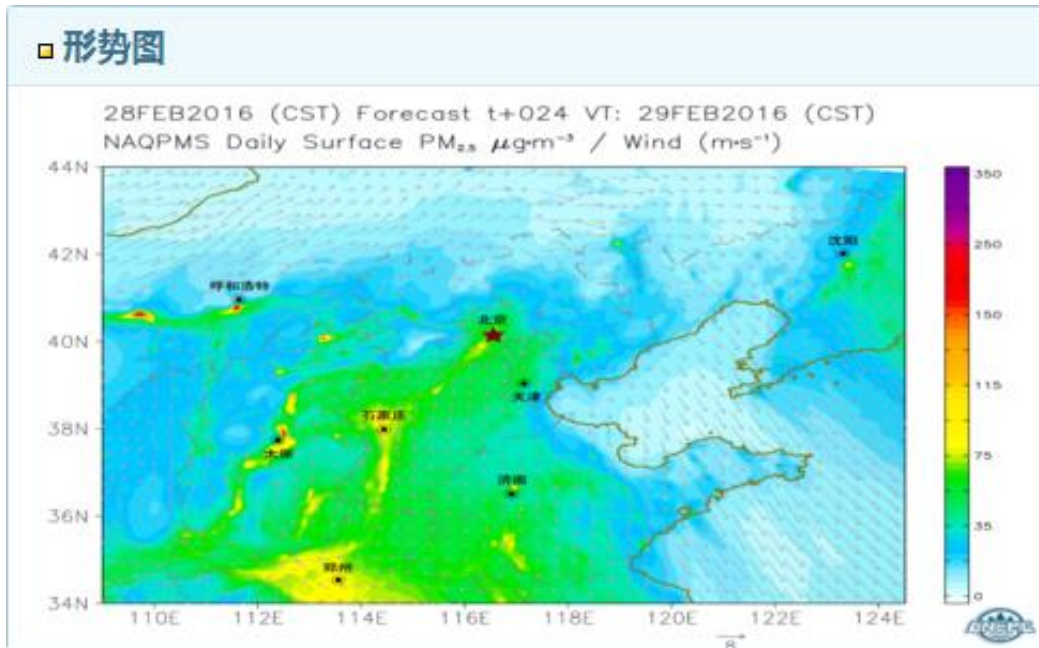 形势图
28FEB2016 (CST) Forecast t+024 VT: 29FEB2016 (CST)
NAQPMS Daily Surface PM₂.₅ μg·m⁻³ / Wind (m·s⁻¹)
44N
42N
40N
38N
36N
34N
110E
112E
114E
116E
118E
120E
122E
124E
350
250
150
115
75
35
0
沈阳
呼和浩特
北京
天津
石家庄
太原
济南
郑州
8